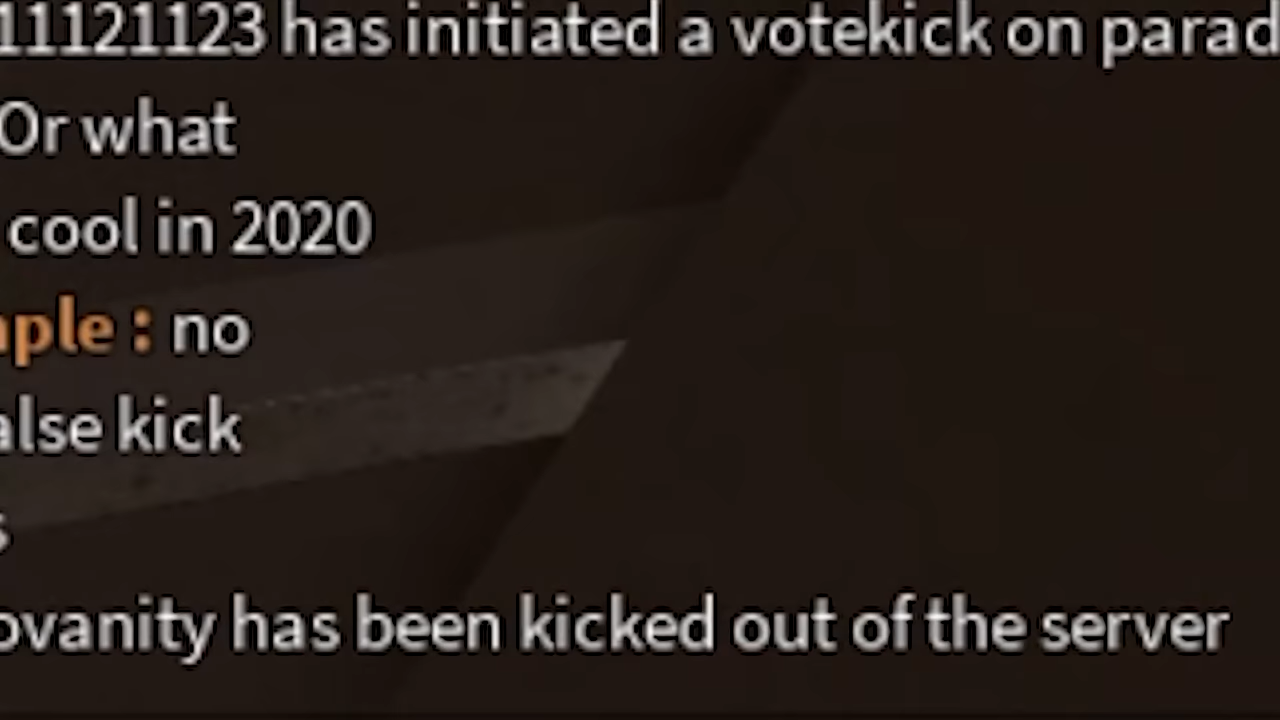 11121123 has initiated a votekick on parad
Or what
cool in 2020
nple : no
alse kick
s
ovanity has been kicked out of the server